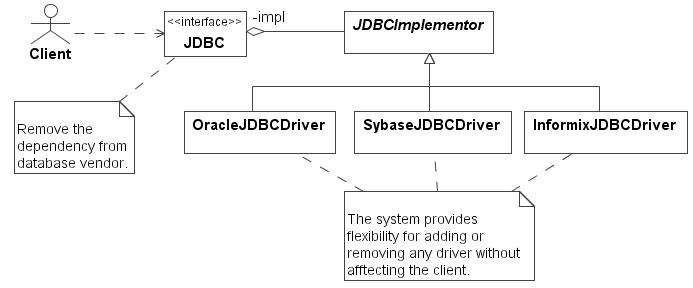 Client
<<interface>>
JDBC
-impl
JDBCImplementor
OracleJDBCDriver
SybaseJDBCDriver
InformixJDBCDriver
Remove the
dependency from
database vendor.
The system provides
flexibility for adding or
removing any driver without
afftecting the client.